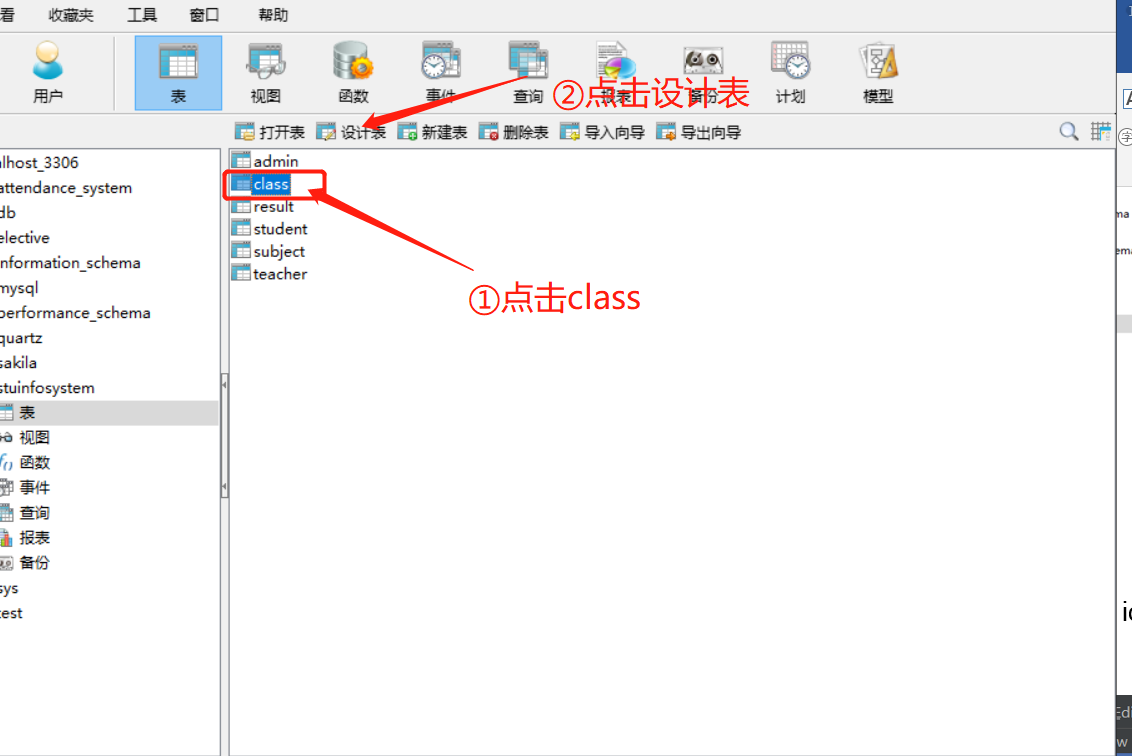 看 收藏夹 工具 窗口 帮助
用户 表 视图 函数 事件 查询 报表 备份 计划 模型
②点击设计表
打开表 设计表 新建表 删除表 导入向导 导出向导
lhost_3306
attendance_system
db
elective
information_schema
mysql
performance_schema
quartz
sakila
stuinfosystem
表
视图
函数
事件
查询
报表
备份
sys
test
admin
class
result
student
subject
teacher
①点击class